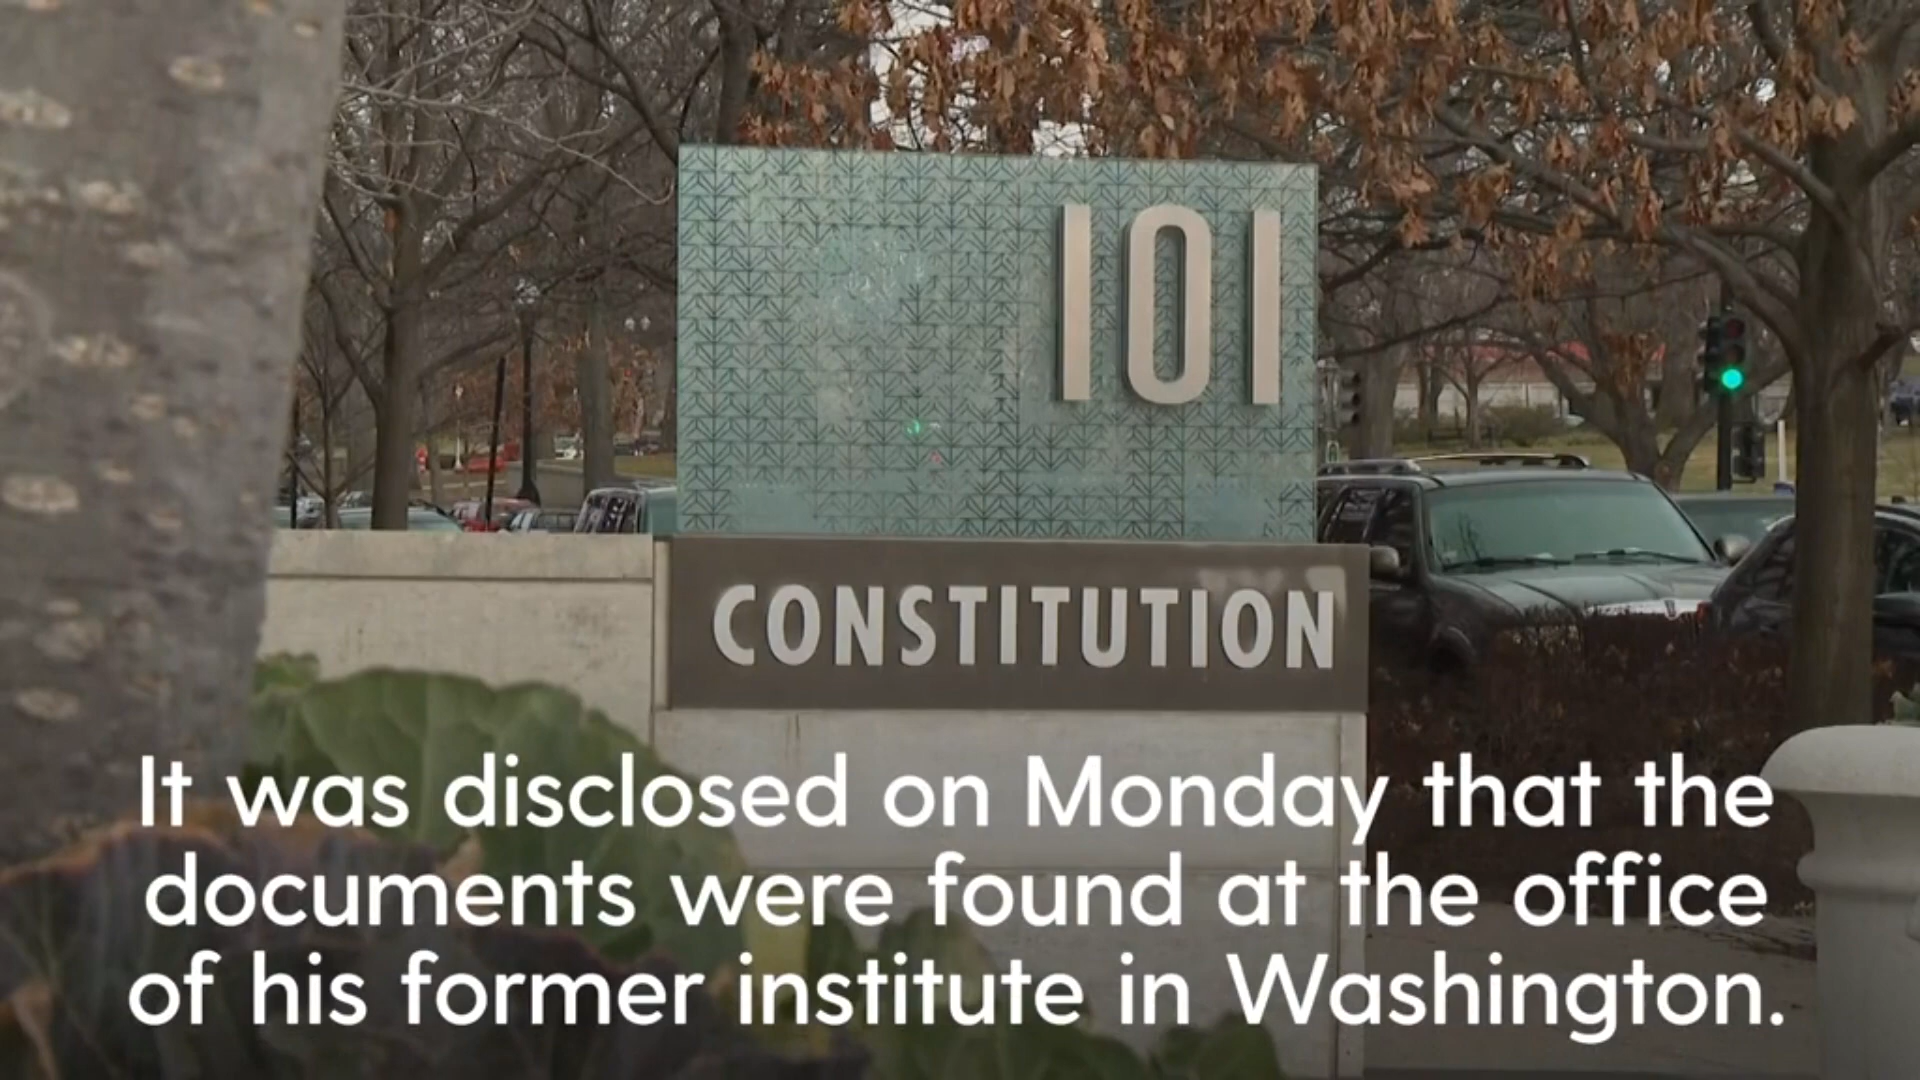 101
CONSTITUTION
It was disclosed on Monday that the
documents were found at the office
of his former institute in Washington.